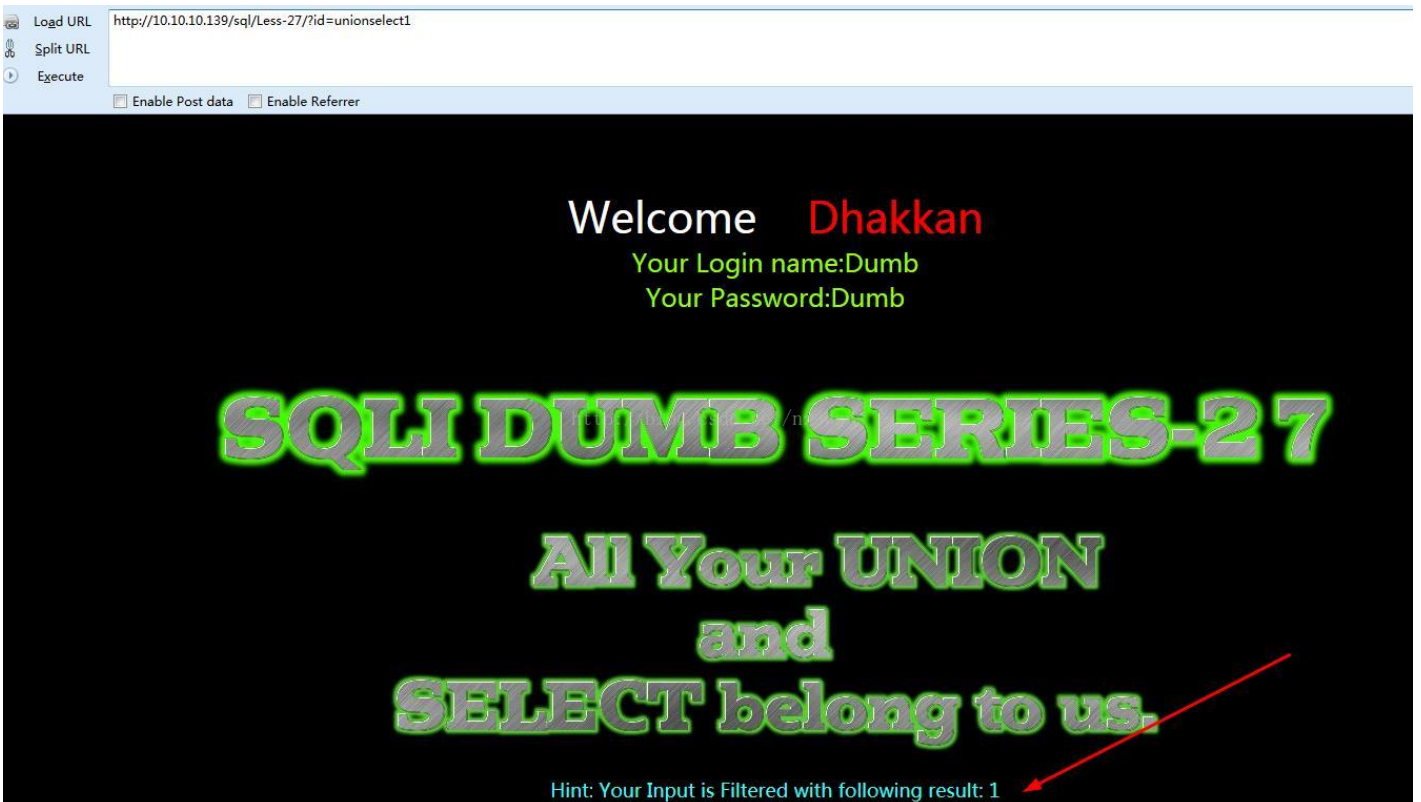 Load URL http://10.10.10.139/sql/Less-27/?id=unionselect1
Split URL
Execute
Enable Post data Enable Referrer
Welcome Dhakkan
Your Login name:Dumb
Your Password:Dumb
SQLI DUMB SERIES-27
All Your UNION
and
SELECT belong to us.
Hint: Your Input is Filtered with following result: 1